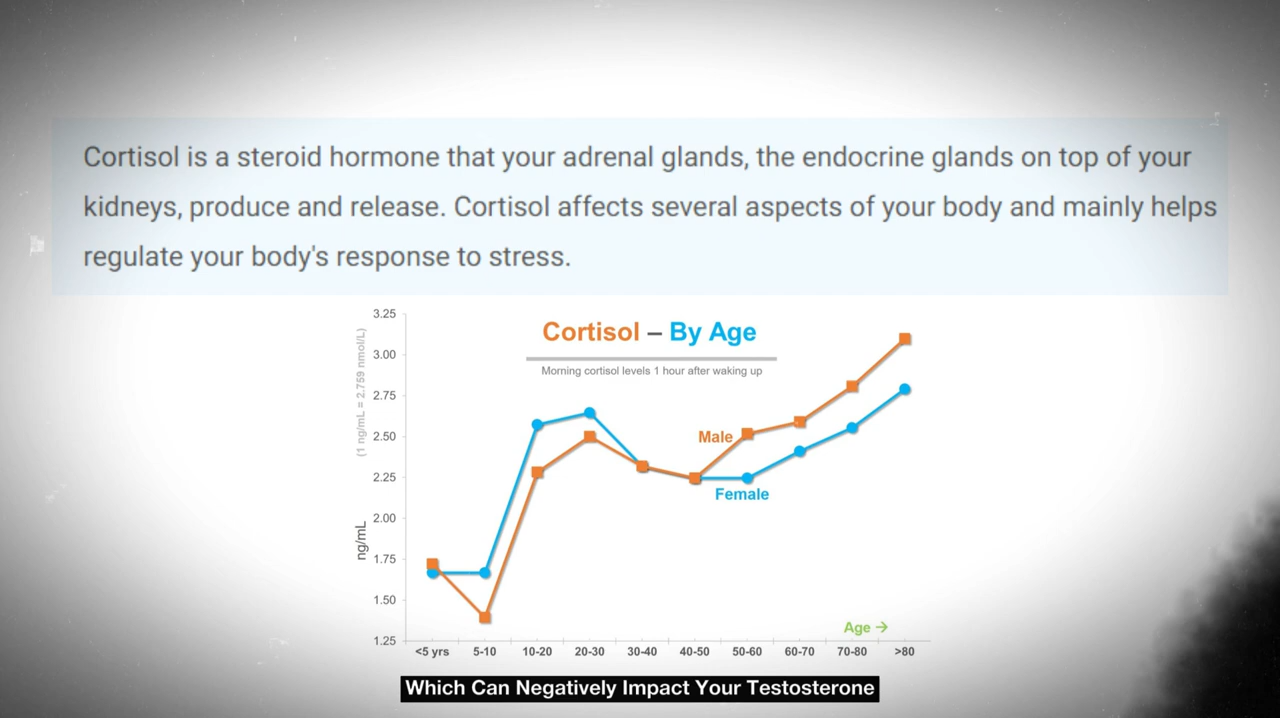 Cortisol is a steroid hormone that your adrenal glands, the endocrine glands on top of your
kidneys, produce and release. Cortisol affects several aspects of your body and mainly helps
regulate your body's response to stress.
Cortisol – By Age
Morning cortisol levels 1 hour after waking up
(1 ng/mL = 2.759 nmol/L)
ng/mL
3.25
3.00
2.75
2.50
2.25
2.00
1.75
1.50
1.25
Male
Female
Age →
<5 yrs 5-10 10-20 20-30 30-40 40-50 50-60 60-70 70-80 >80
Which Can Negatively Impact Your Testosterone